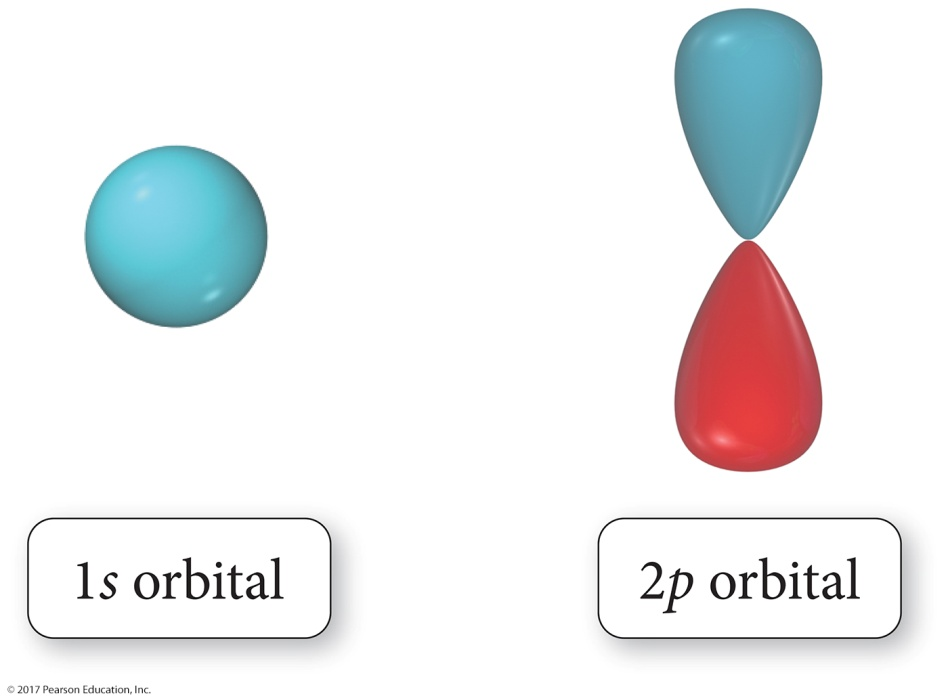 1s orbital
2p orbital
© 2017 Pearson Education, Inc.